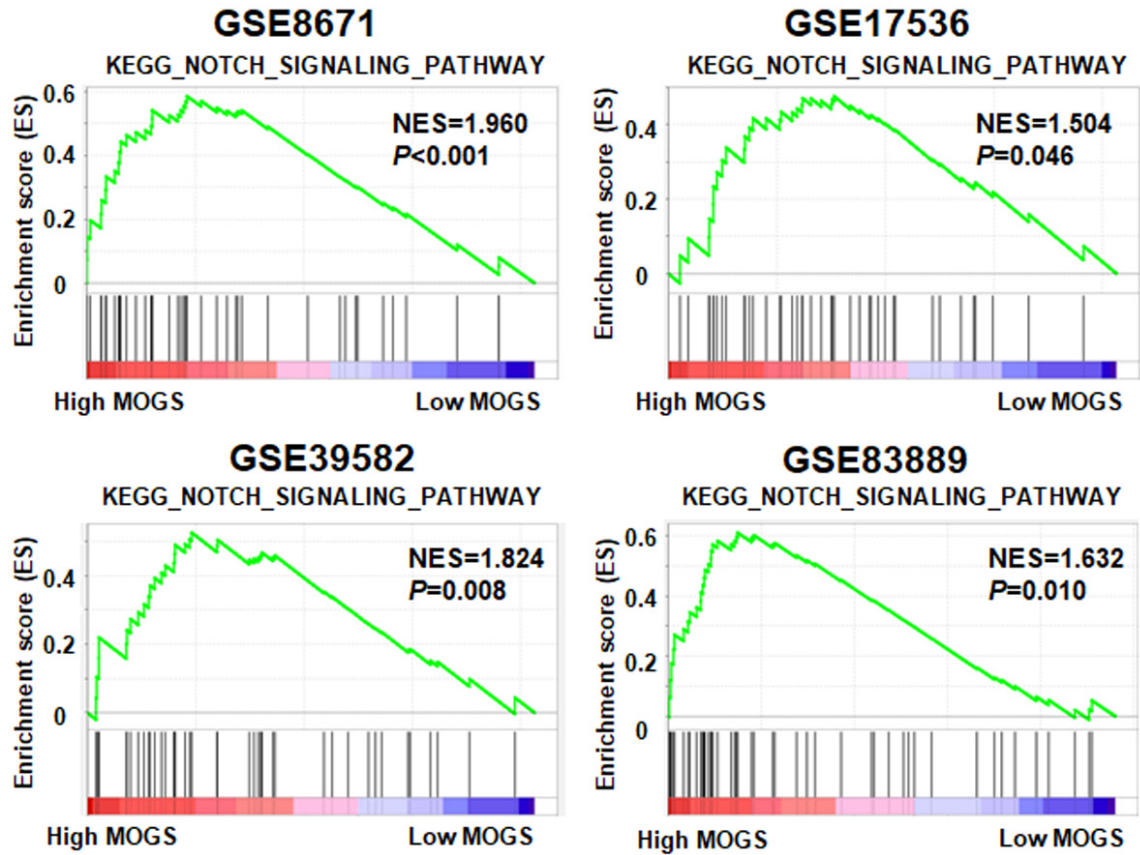 GSE8671
KEGG_NOTCH_SIGNALING_PATHWAY
Enrichment score (ES)
0.6
0.4
0.2
0
NES=1.960
P<0.001
High MOGS
Low MOGS
GSE17536
KEGG_NOTCH_SIGNALING_PATHWAY
Enrichment score (ES)
0.4
0.2
0
NES=1.504
P=0.046
High MOGS
Low MOGS
GSE39582
KEGG_NOTCH_SIGNALING_PATHWAY
Enrichment score (ES)
0.4
0.2
0
NES=1.824
P=0.008
High MOGS
Low MOGS
GSE83889
KEGG_NOTCH_SIGNALING_PATHWAY
Enrichment score (ES)
0.6
0.4
0.2
0
NES=1.632
P=0.010
High MOGS
Low MOGS